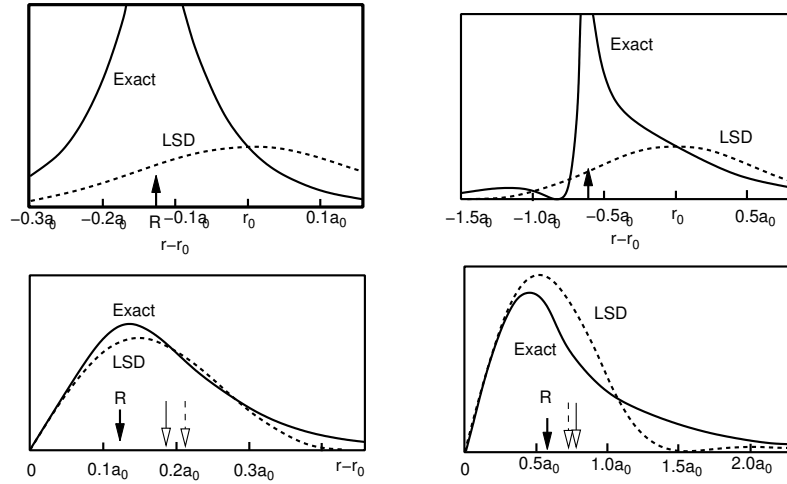 Exact
LSD
−0.3a0
−0.2a0
R
−0.1a0
r0
0.1a0
r−r0
Exact
LSD
−1.5a0
−1.0a0
−0.5a0
r0
0.5a0
r−r0
Exact
LSD
R
0
0.1a0
0.2a0
0.3a0
r−r0
LSD
Exact
R
0
0.5a0
1.0a0
1.5a0
2.0a0